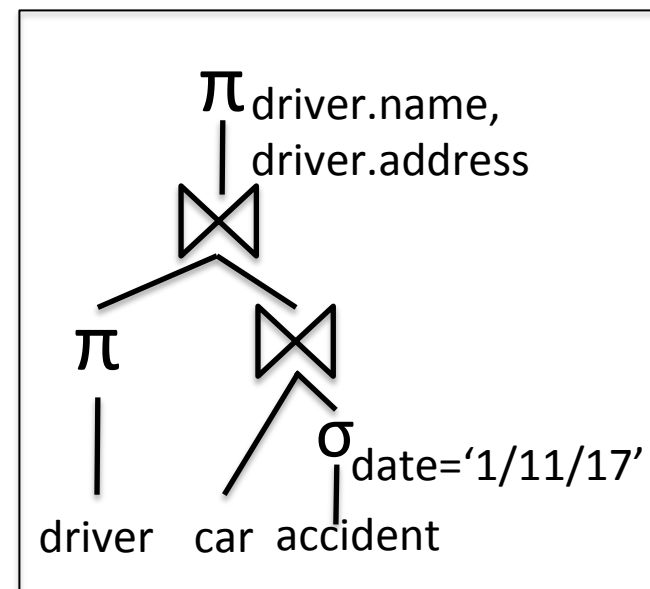 π driver.name,
driver.address
⋈
π
⋈
σ date=‘1/11/17’
driver car accident